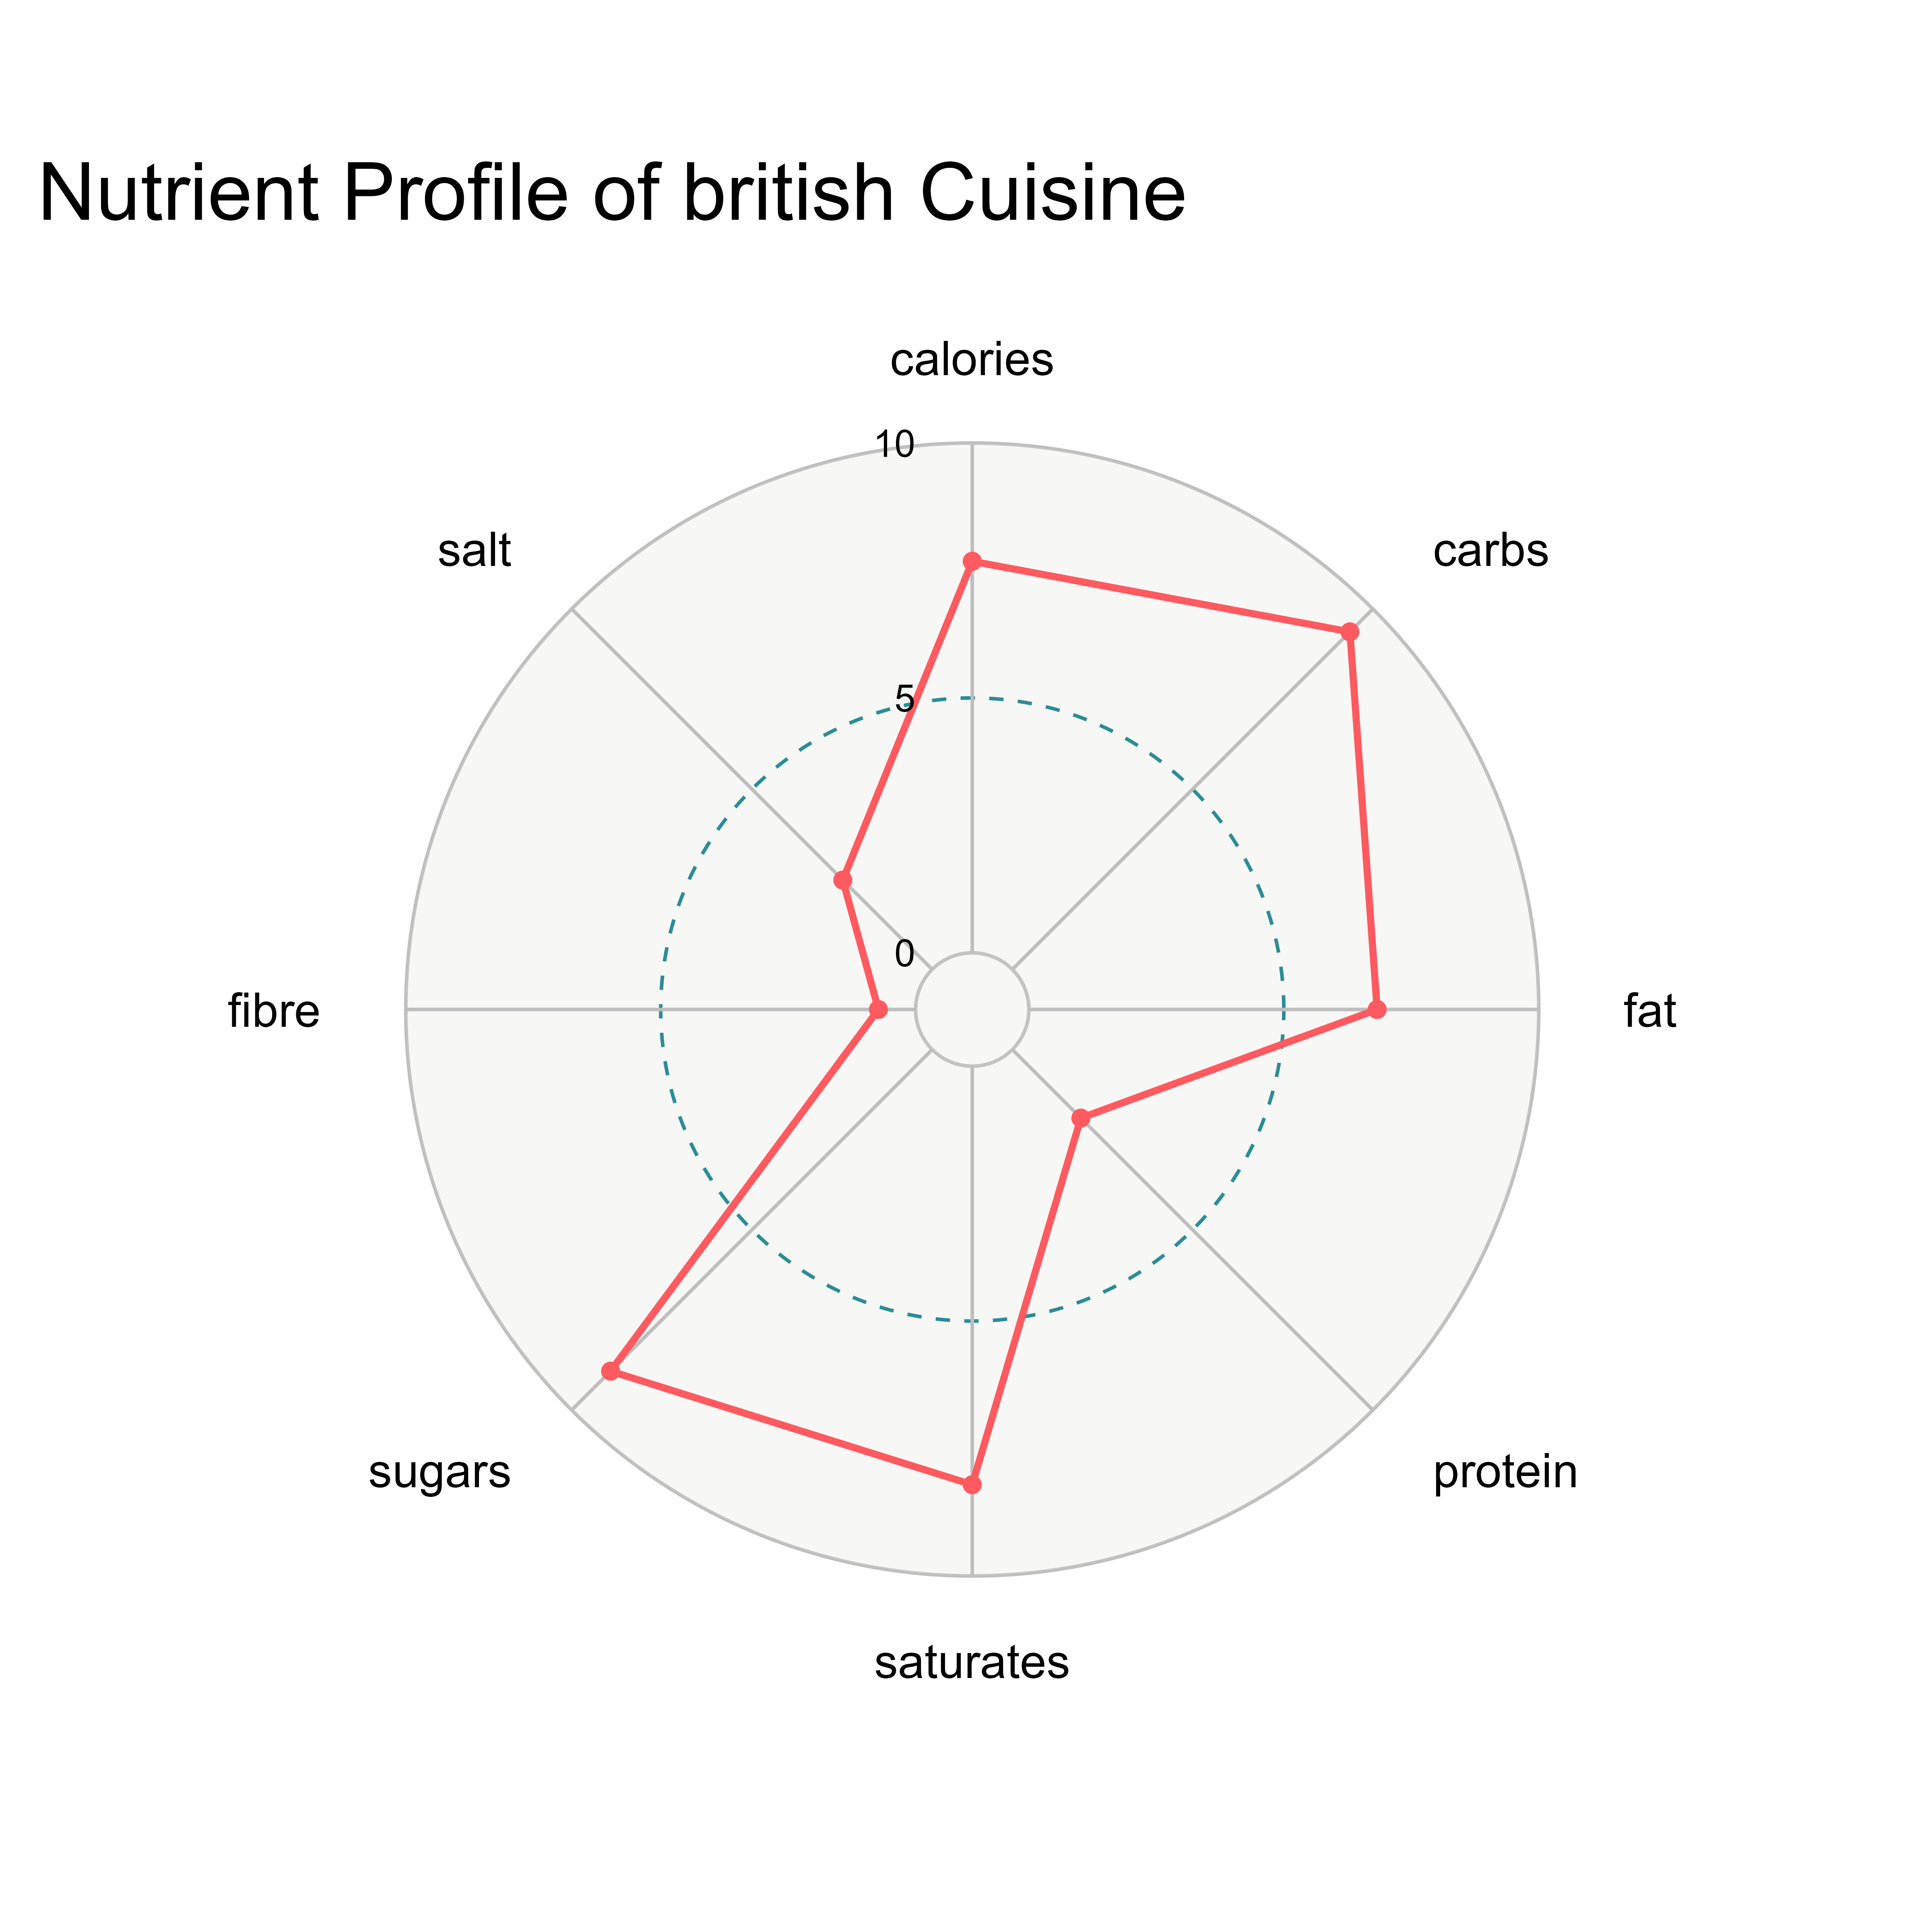 Nutrient Profile of british Cuisine
calories
10
salt
carbs
5
0
fibre
fat
sugars
protein
saturates